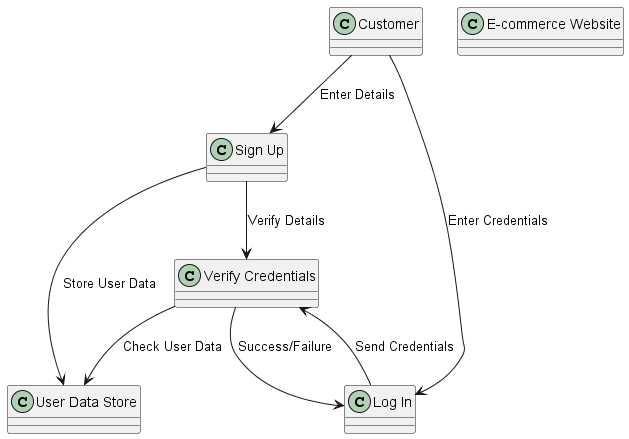 C Customer
C E-commerce Website
Enter Details
C Sign Up
Enter Credentials
Verify Details
Store User Data
C Verify Credentials
Check User Data
Success/Failure
Send Credentials
C User Data Store
C Log In